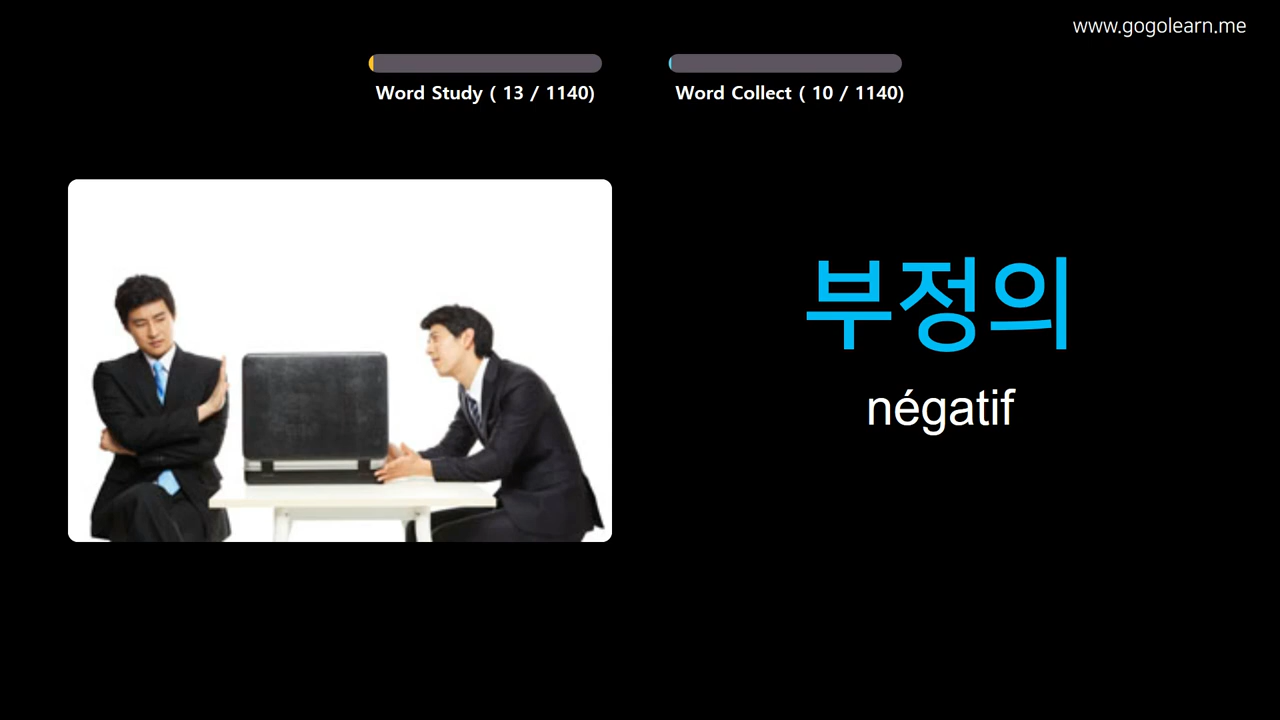 www.gogolearn.me
Word Study ( 13 / 1140)
Word Collect ( 10 / 1140)
부정의
négatif